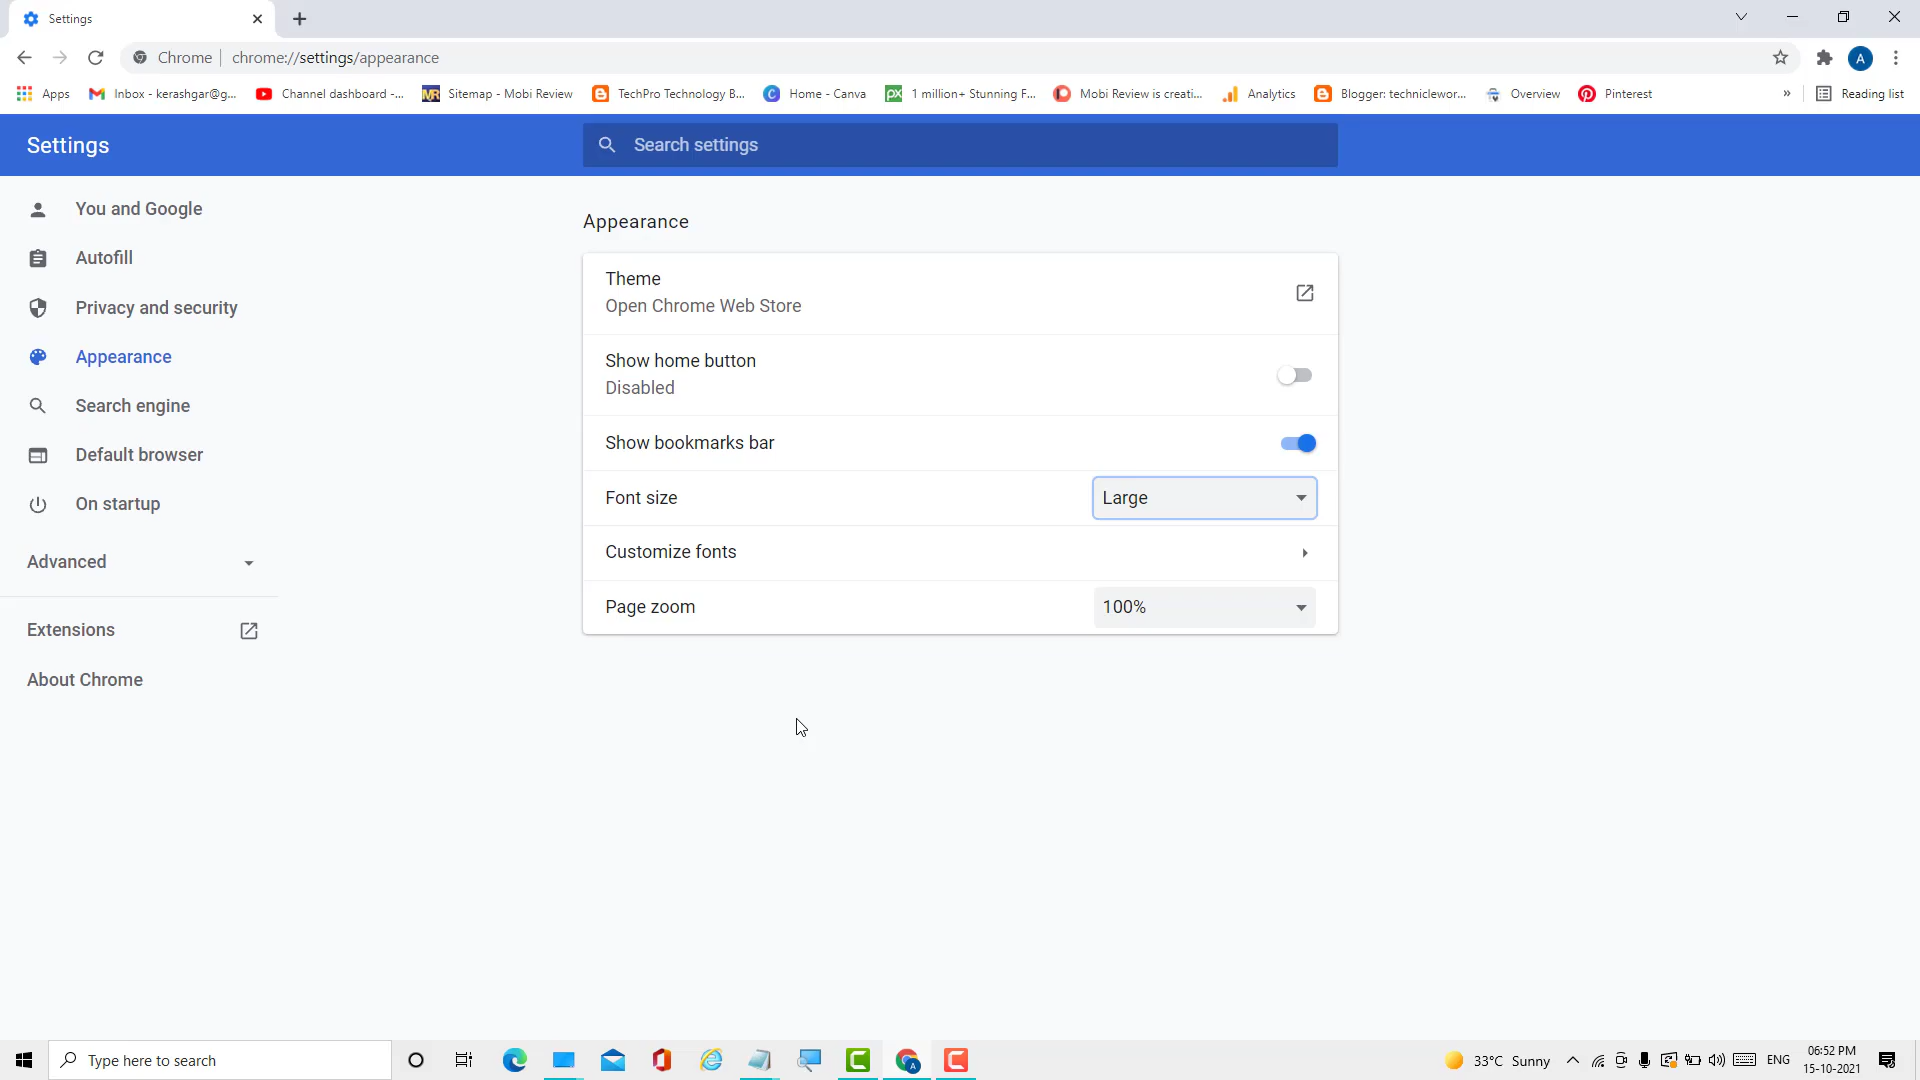 Settings
Chrome chrome://settings/appearance
A
Apps
Inbox - kerashgar@g...
Channel dashboard -...
MR
Sitemap - Mobi Review
TechPro Technology B...
Home - Canva
px
1 million+ Stunning F...
Mobi Review is creati...
Analytics
Blogger: techniclewor...
Overview
Pinterest
»
Reading list
Settings
Search settings
You and Google
Autofill
Privacy and security
Appearance
Search engine
Default browser
On startup
Advanced
Extensions
About Chrome
Appearance
Theme
Open Chrome Web Store
Show home button
Disabled
Show bookmarks bar
Font size
Large
Customize fonts
Page zoom
100%
Type here to search
33°C Sunny
ENG
06:52 PM
15-10-2021